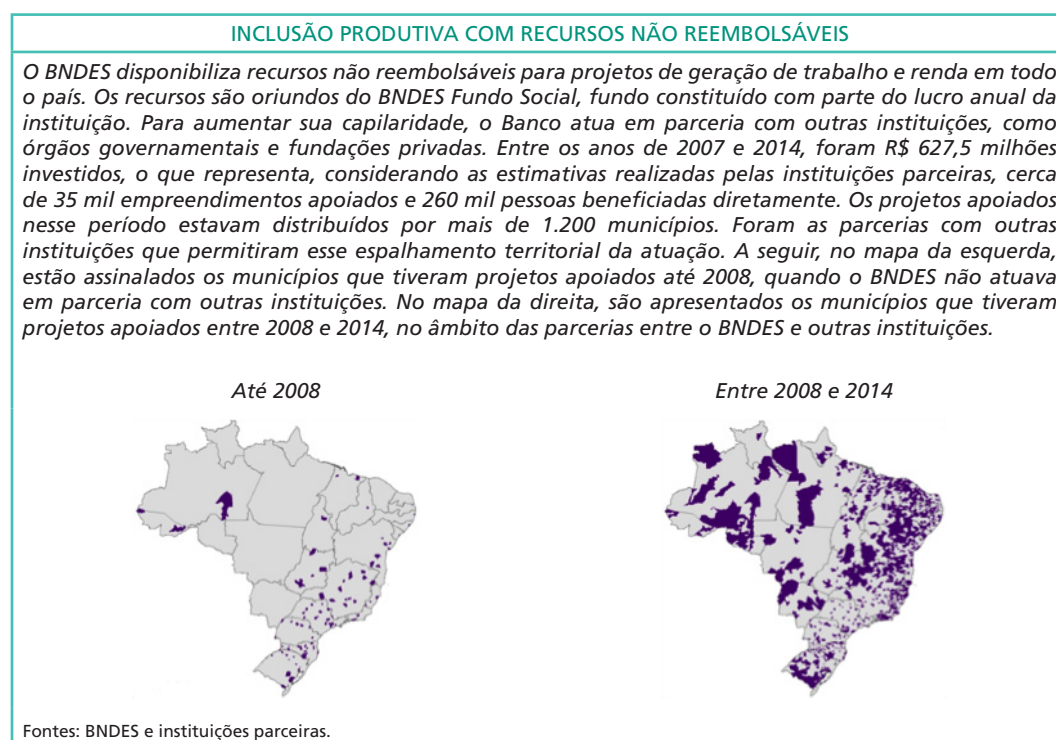 INCLUSÃO PRODUTIVA COM RECURSOS NÃO REEMBOLSÁVEIS
O BNDES disponibiliza recursos não reembolsáveis para projetos de geração de trabalho e renda em todo
o país. Os recursos são oriundos do BNDES Fundo Social, fundo constituído com parte do lucro anual da
instituição. Para aumentar sua capilaridade, o Banco atua em parceria com outras instituições, como
órgãos governamentais e fundações privadas. Entre os anos de 2007 e 2014, foram R$ 627,5 milhões
investidos, o que representa, considerando as estimativas realizadas pelas instituições parceiras, cerca
de 35 mil empreendimentos apoiados e 260 mil pessoas beneficiadas diretamente. Os projetos apoiados
nesse período estavam distribuídos por mais de 1.200 municípios. Foram as parcerias com outras
instituições que permitiram esse espalhamento territorial da atuação. A seguir, no mapa da esquerda,
estão assinalados os municípios que tiveram projetos apoiados até 2008, quando o BNDES não atuava
em parceria com outras instituições. No mapa da direita, são apresentados os municípios que tiveram
projetos apoiados entre 2008 e 2014, no âmbito das parcerias entre o BNDES e outras instituições.
Até 2008
Entre 2008 e 2014
Fontes: BNDES e instituições parceiras.